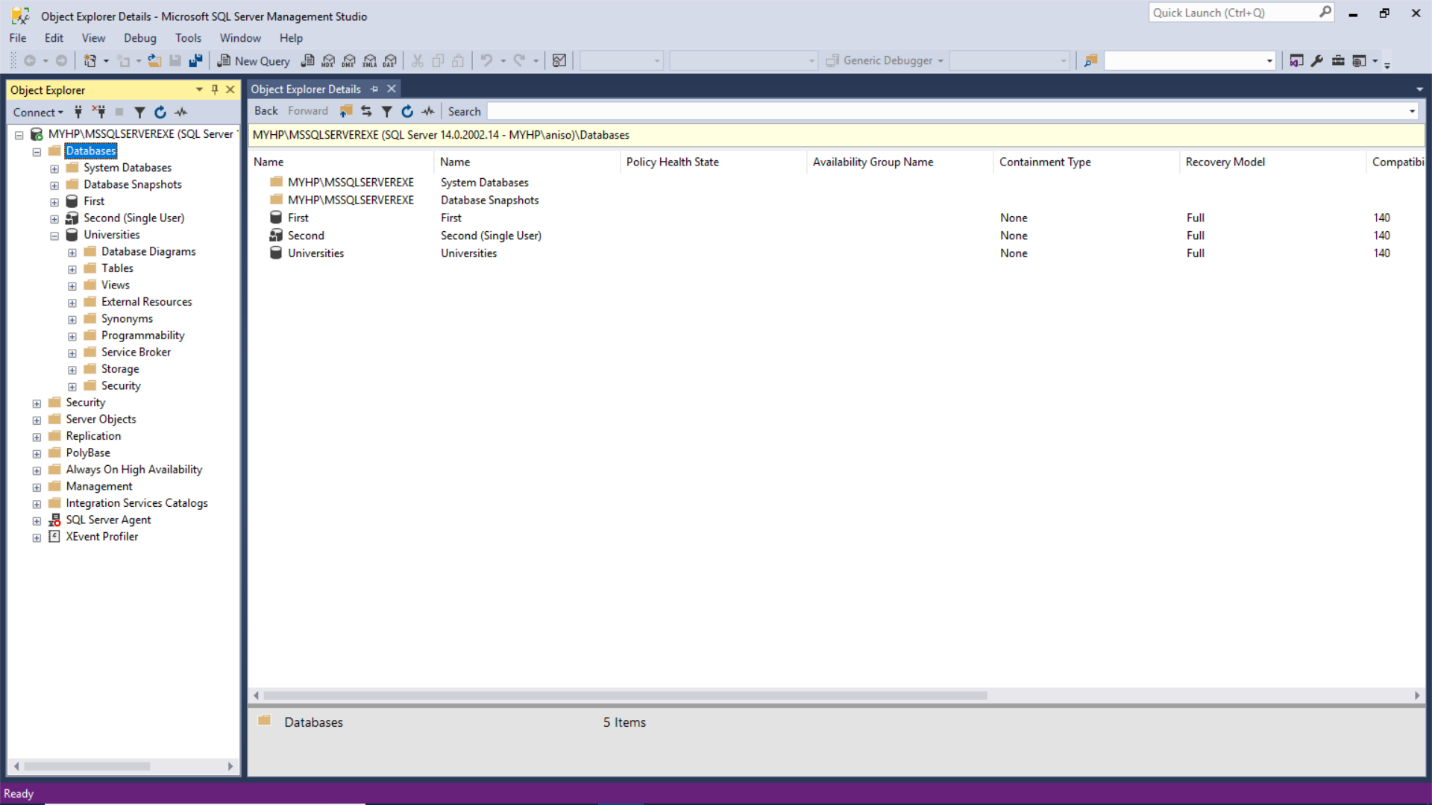 Object Explorer Details - Microsoft SQL Server Management Studio
Quick Launch (Ctrl+Q)
File Edit View Debug Tools Window Help
New Query MDX DMX XMLA DAX Generic Debugger
Object Explorer
Connect
MYHP\MSSQLSERVEREXE (SQL Server
Databases
System Databases
Database Snapshots
First
Second (Single User)
Universities
Database Diagrams
Tables
Views
External Resources
Synonyms
Programmability
Service Broker
Storage
Security
Security
Server Objects
Replication
PolyBase
Always On High Availability
Management
Integration Services Catalogs
SQL Server Agent
XEvent Profiler
Object Explorer Details
Back Forward Search
MYHP\MSSQLSERVEREXE (SQL Server 14.0.2002.14 - MYHP\aniso)\Databases
Name Name Policy Health State Availability Group Name Containment Type Recovery Model Compatibi
MYHP\MSSQLSERVEREXE System Databases
MYHP\MSSQLSERVEREXE Database Snapshots
First First None Full 140
Second Second (Single User) None Full 140
Universities Universities None Full 140
Databases 5 Items
Ready